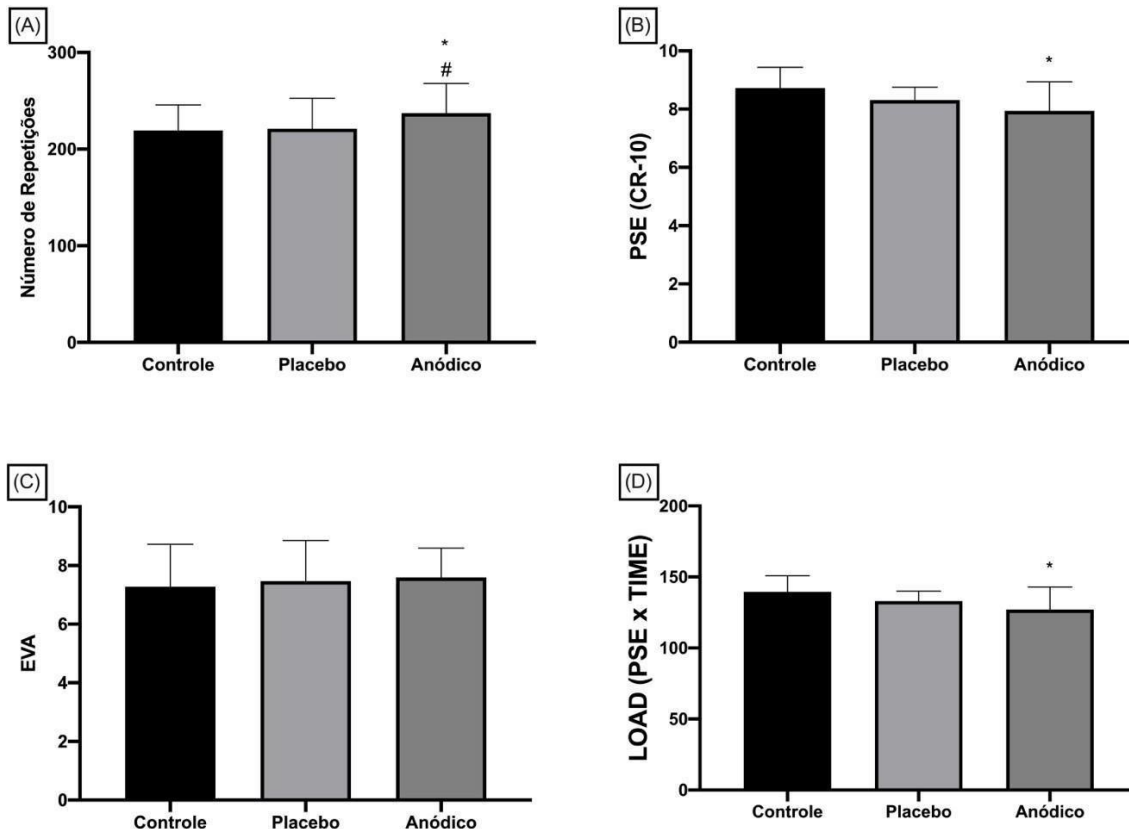 (A)
Número de Repetições
300
200
100
0
*
#
Controle
Placebo
Anódico
(B)
PSE (CR-10)
10
8
6
4
2
0
*
Controle
Placebo
Anódico
(C)
EVA
10
8
6
4
2
0
Controle
Placebo
Anódico
(D)
LOAD (PSE x TIME)
200
150
100
50
0
*
Controle
Placebo
Anódico